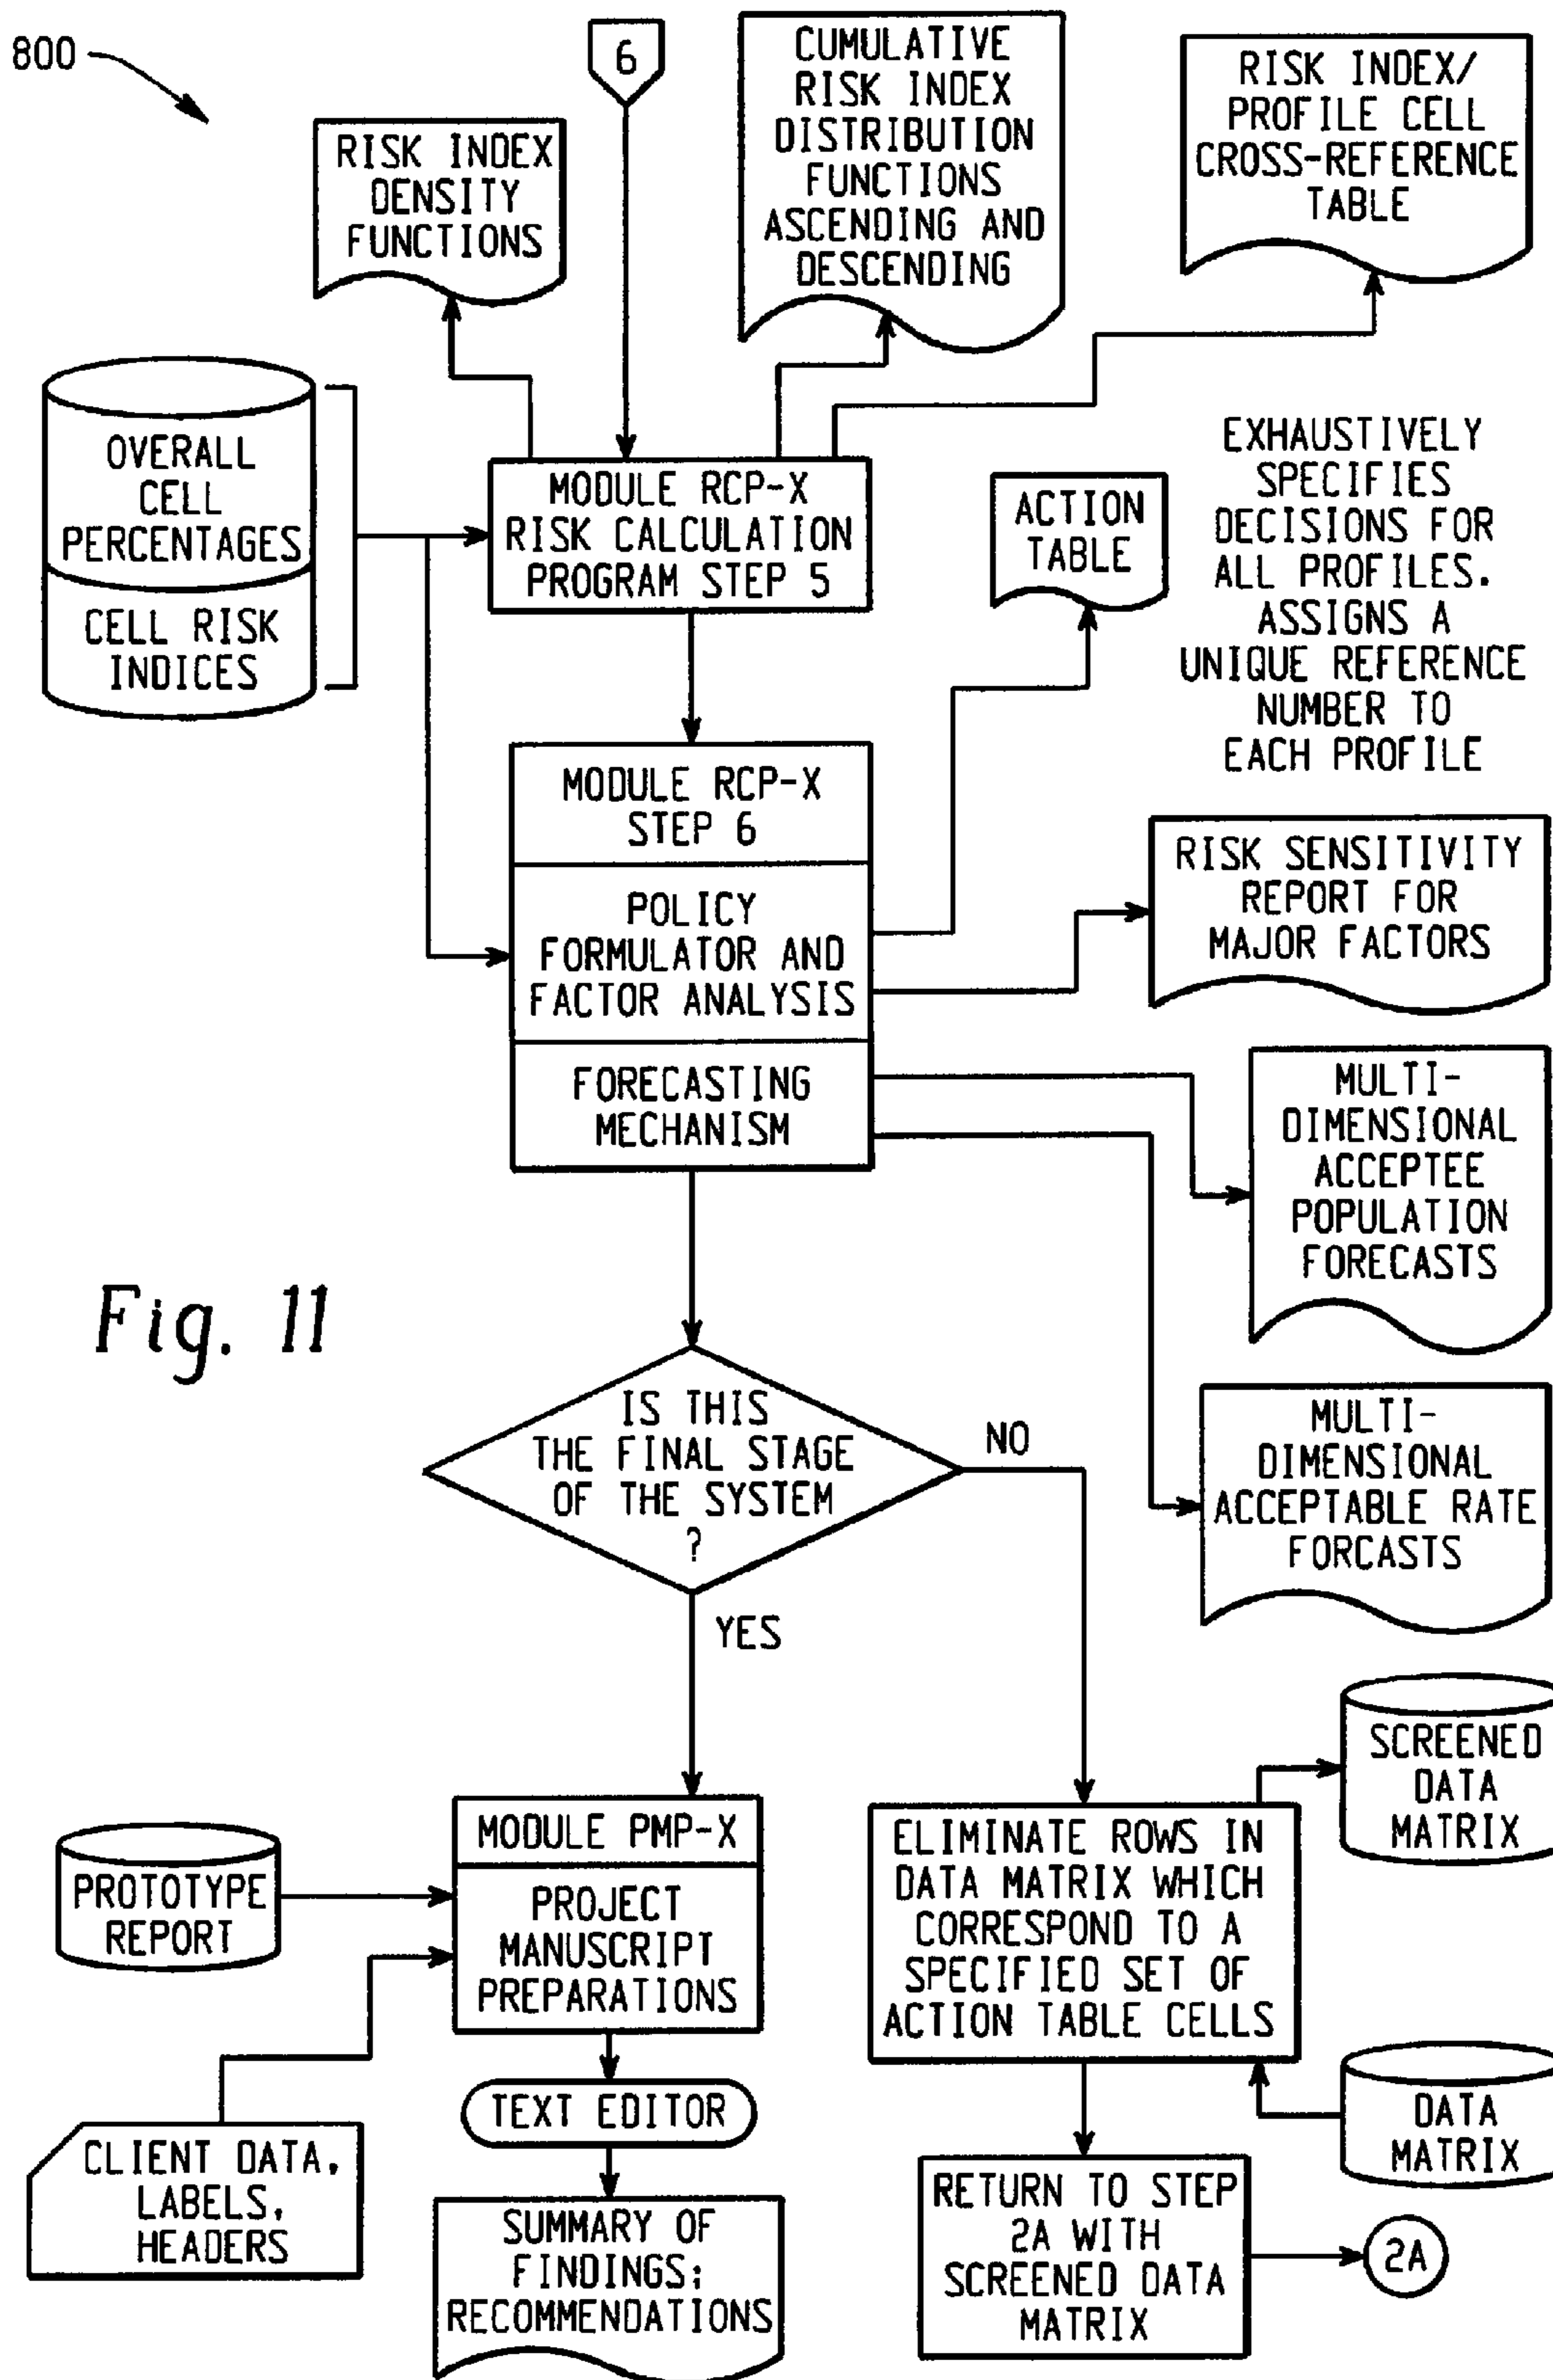 800
6
RISK INDEX
DENSITY
FUNCTIONS
CUMULATIVE
RISK INDEX
DISTRIBUTION
FUNCTIONS
ASCENDING AND
DESCENDING
RISK INDEX/
PROFILE CELL
CROSS-REFERENCE
TABLE
OVERALL
CELL
PERCENTAGES
CELL RISK
INDICES
MODULE RCP-X
RISK CALCULATION
PROGRAM STEP 5
ACTION
TABLE
EXHAUSTIVELY
SPECIFIES
DECISIONS FOR
ALL PROFILES.
ASSIGNS A
UNIQUE REFERENCE
NUMBER TO
EACH PROFILE
MODULE RCP-X
STEP 6
POLICY
FORMULATOR AND
FACTOR ANALYSIS
FORECASTING
MECHANISM
RISK SENSITIVITY
REPORT FOR
MAJOR FACTORS
MULTI-
DIMENSIONAL
ACCEPTEE
POPULATION
FORECASTS
MULTI-
DIMENSIONAL
ACCEPTABLE RATE
FORCASTS
Fig. 11
IS THIS
THE FINAL STAGE
OF THE SYSTEM
?
NO
YES
MODULE PMP-X
PROJECT
MANUSCRIPT
PREPARATIONS
PROTOTYPE
REPORT
CLIENT DATA,
LABELS,
HEADERS
TEXT EDITOR
SUMMARY OF
FINDINGS;
RECOMMENDATIONS
ELIMINATE ROWS IN
DATA MATRIX WHICH
CORRESPOND TO A
SPECIFIED SET OF
ACTION TABLE CELLS
SCREENED
DATA
MATRIX
DATA
MATRIX
RETURN TO STEP
2A WITH
SCREENED DATA
MATRIX
2A